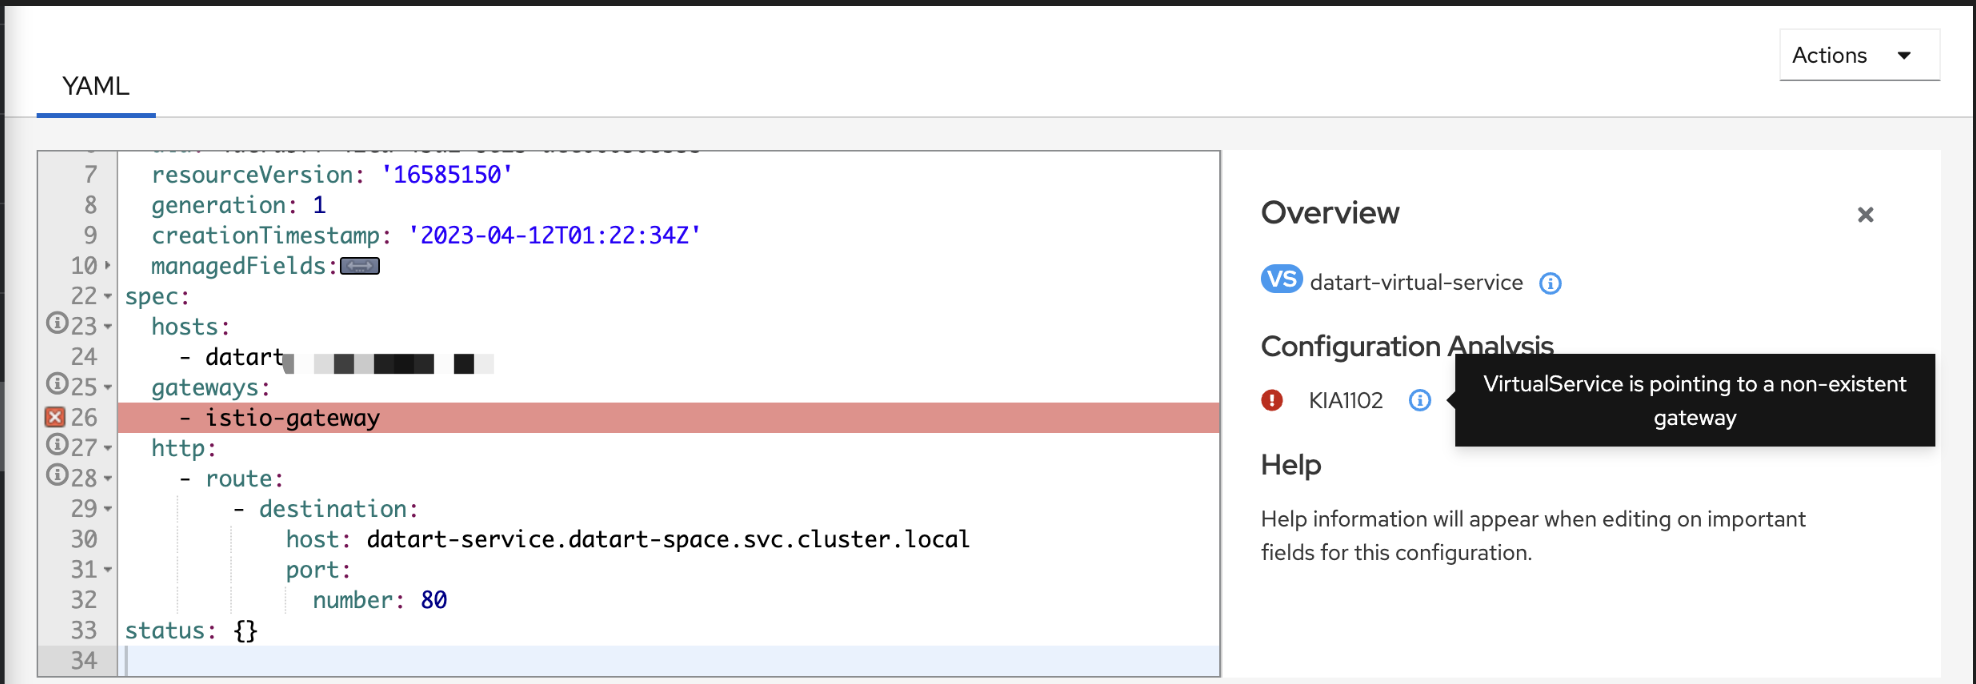 Actions
YAML
7 resourceVersion: '16585150'
8 generation: 1
9 creationTimestamp: '2023-04-12T01:22:34Z'
10 managedFields:
22 spec:
23 hosts:
24 - datart
25 gateways:
26 - istio-gateway
27 http:
28 - route:
29 - destination:
30 host: datart-service.datart-space.svc.cluster.local
31 port:
32 number: 80
33 status: {}
34
Overview
VS datart-virtual-service
Configuration Analysis
KIA1102
VirtualService is pointing to a non-existent
gateway
Help
Help information will appear when editing on important
fields for this configuration.